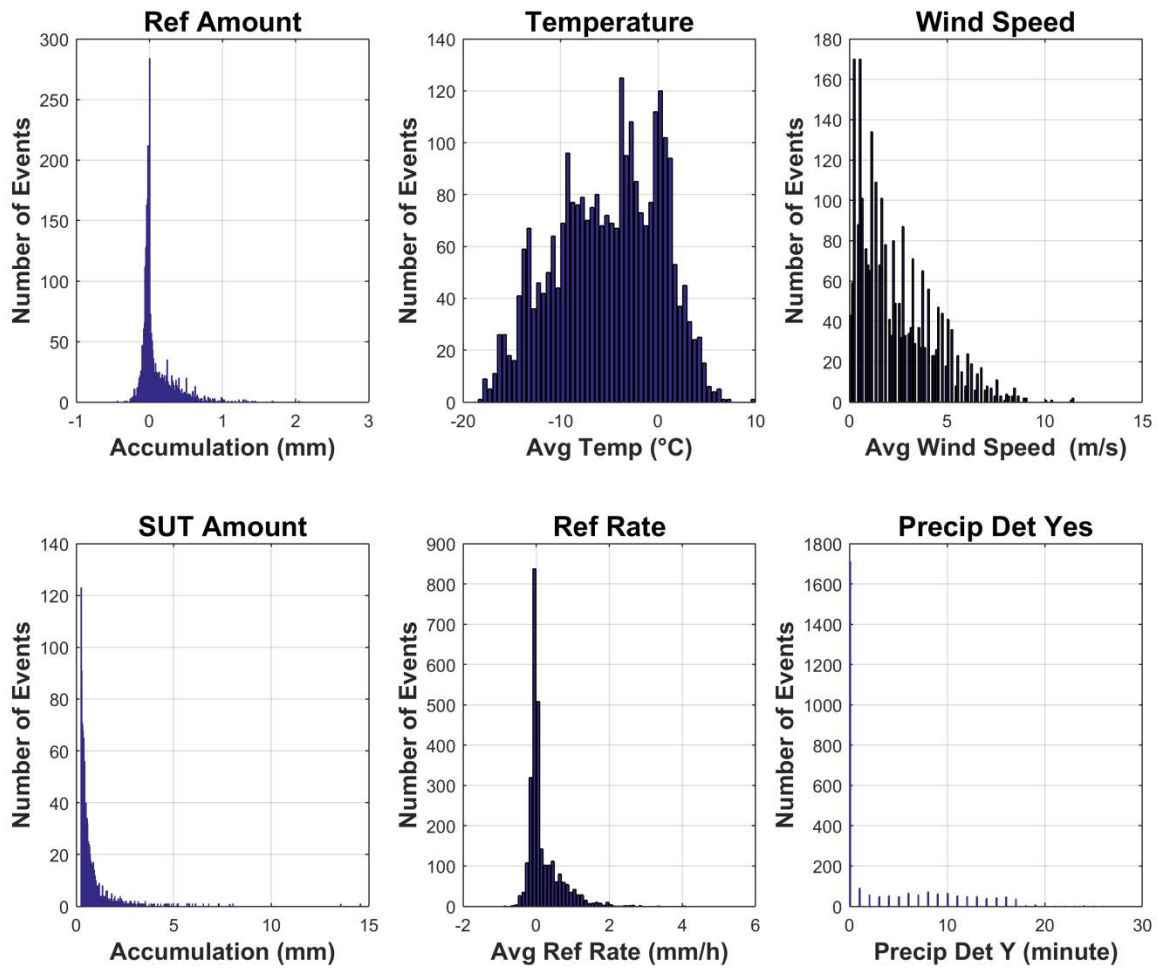 Ref Amount
300
250
200
150
100
50
0
-1 0 1 2 3
Number of Events
Accumulation (mm)
Temperature
140
120
100
80
60
40
20
0
-20 -10 0 10
Number of Events
Avg Temp (°C)
Wind Speed
180
160
140
120
100
80
60
40
20
0
0 5 10 15
Number of Events
Avg Wind Speed (m/s)
SUT Amount
140
120
100
80
60
40
20
0
0 5 10 15
Number of Events
Accumulation (mm)
Ref Rate
900
800
700
600
500
400
300
200
100
0
-2 0 2 4 6
Number of Events
Avg Ref Rate (mm/h)
Precip Det Yes
1800
1600
1400
1200
1000
800
600
400
200
0
0 10 20 30
Number of Events
Precip Det Y (minute)